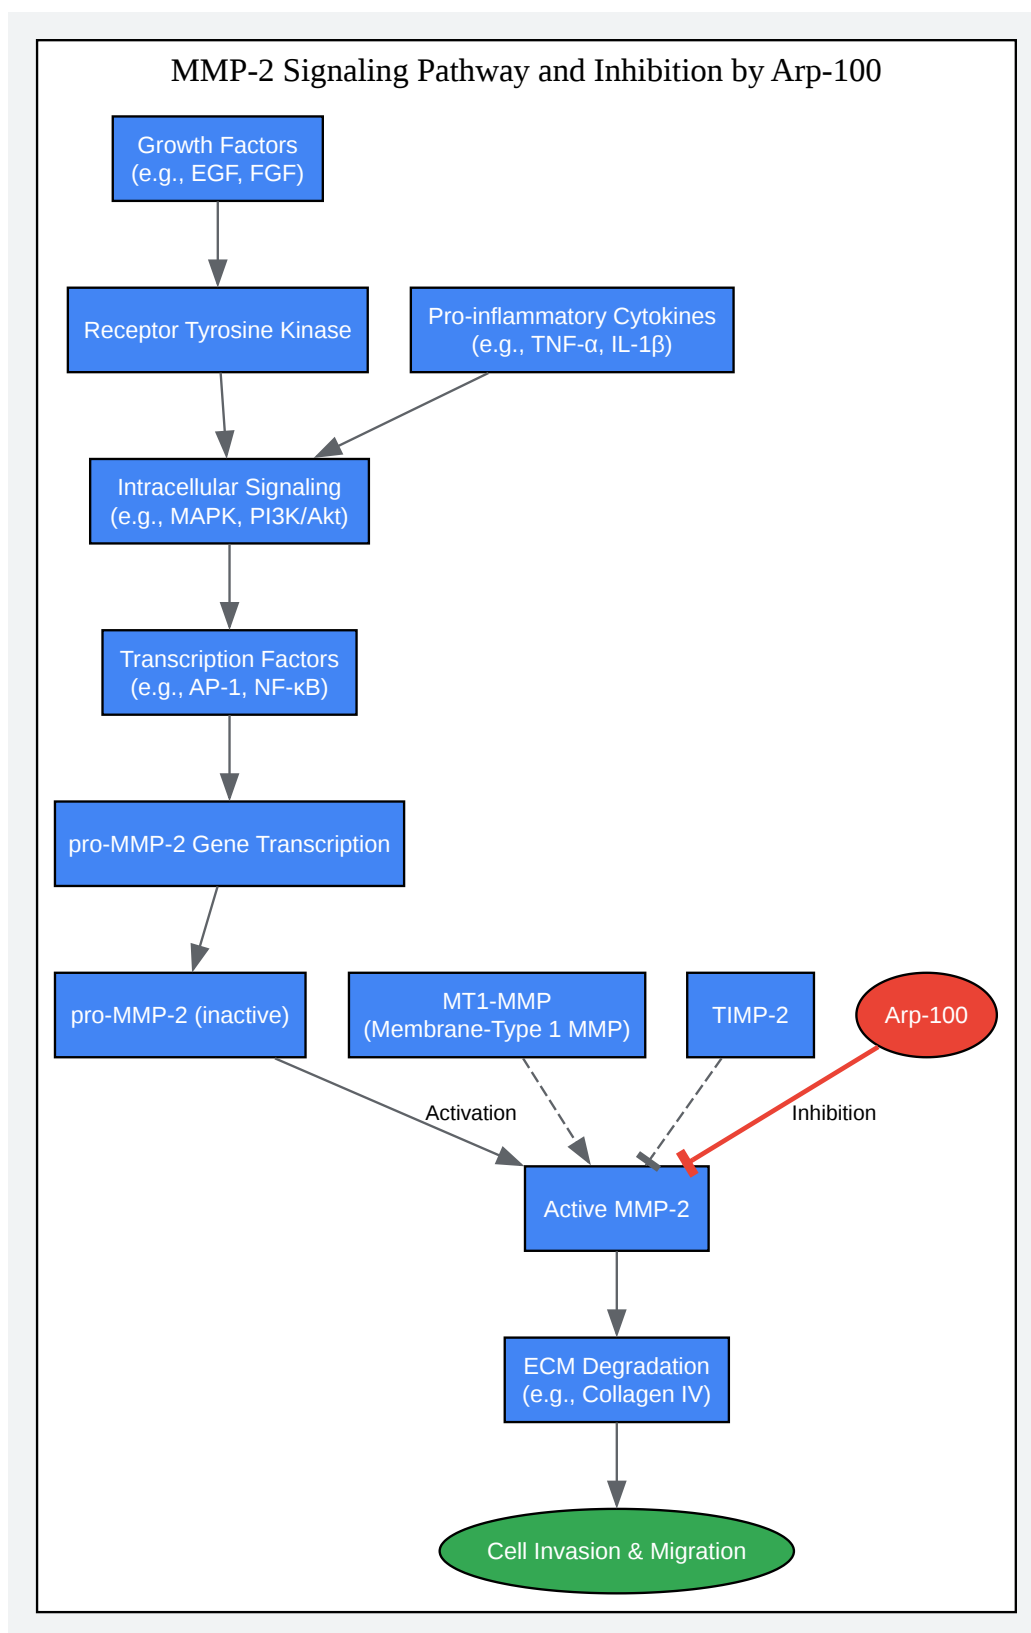 MMP-2 Signaling Pathway and Inhibition by Arp-100
Growth Factors
(e.g., EGF, FGF)
Receptor Tyrosine Kinase
Pro-inflammatory Cytokines
(e.g., TNF-α, IL-1β)
Intracellular Signaling
(e.g., MAPK, PI3K/Akt)
Transcription Factors
(e.g., AP-1, NF-κB)
pro-MMP-2 Gene Transcription
pro-MMP-2 (inactive)
MT1-MMP
(Membrane-Type 1 MMP)
TIMP-2
Arp-100
Activation
Inhibition
Active MMP-2
ECM Degradation
(e.g., Collagen IV)
Cell Invasion & Migration